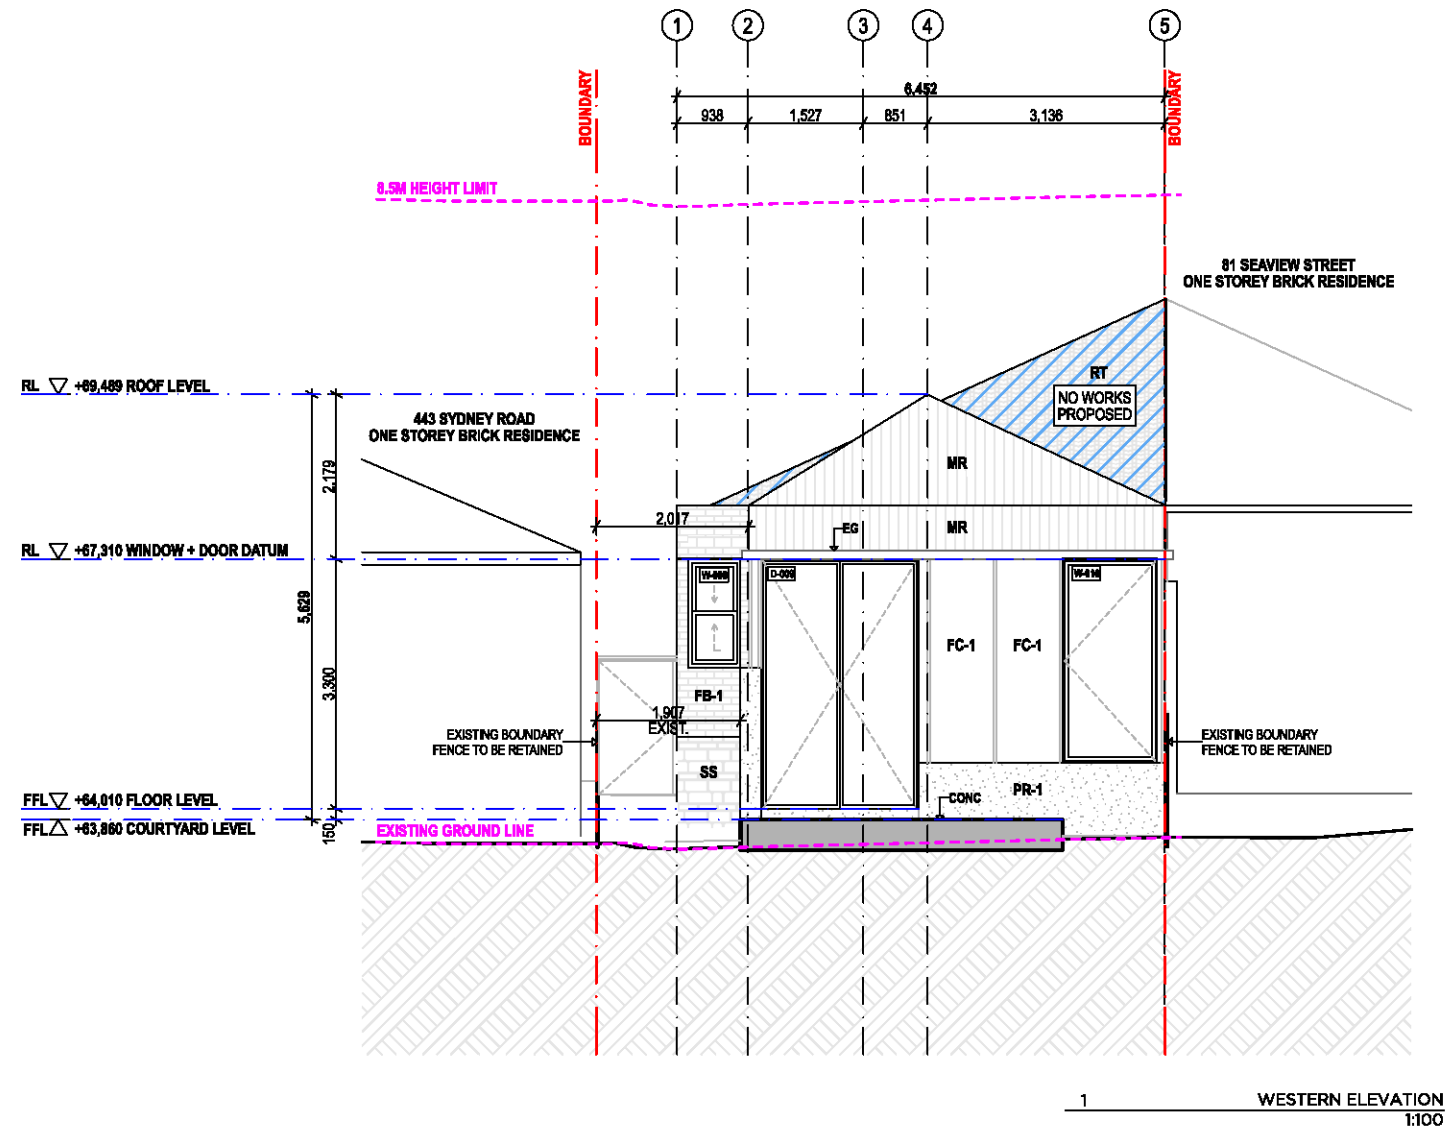 1 2 3 4 5
BOUNDARY
BOUNDARY
6,452
938 1,527 851 3,136
8.5M HEIGHT LIMIT
81 SEAVIEW STREET
ONE STOREY BRICK RESIDENCE
RT
NO WORKS
PROPOSED
RL +69,489 ROOF LEVEL
443 SYDNEY ROAD
ONE STOREY BRICK RESIDENCE
MR
2,179
2,017
EG
MR
RL +67,310 WINDOW + DOOR DATUM
W-009
D-009
W-010
5,629
FC-1 FC-1
3,300
FB-1
1,907
EXIST.
EXISTING BOUNDARY
FENCE TO BE RETAINED
EXISTING BOUNDARY
FENCE TO BE RETAINED
SS
PR-1
CONC
FFL +64,010 FLOOR LEVEL
FFL +63,860 COURTYARD LEVEL
150
EXISTING GROUND LINE
1 WESTERN ELEVATION
1:100